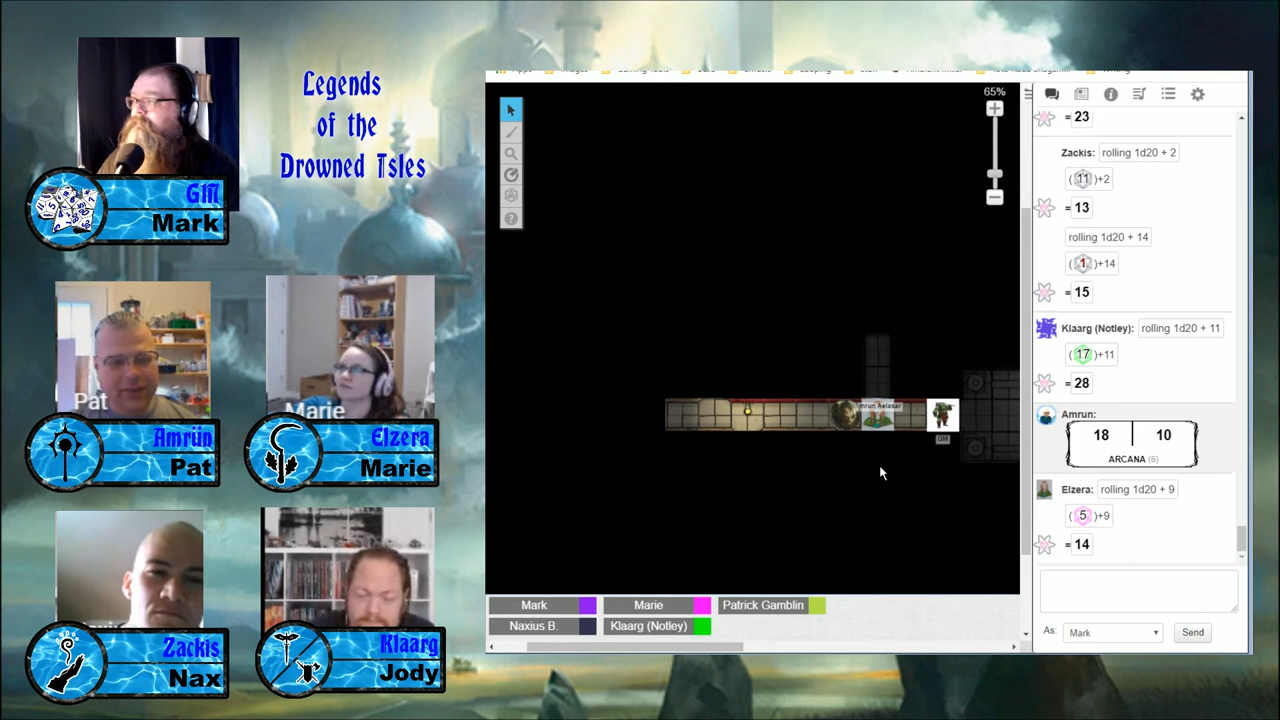 Legends
of the
Drowned Isles
GM
Mark
Pat
Amrün
Pat
Marie
Elzera
Marie
Zackis
Nax
Klaarg
Jody
65%
mrun Aelasar
GM
Mark
Marie
Patrick Gamblin
Naxius B.
Klaarg (Notley)
= 23
Zackis: rolling 1d20 + 2
(11)+2
= 13
rolling 1d20 + 14
(1)+14
= 15
Klaarg (Notley): rolling 1d20 + 11
(17)+11
= 28
Amrun:
18 10
ARCANA (6)
Elzera: rolling 1d20 + 9
(5)+9
= 14
As: Mark Send